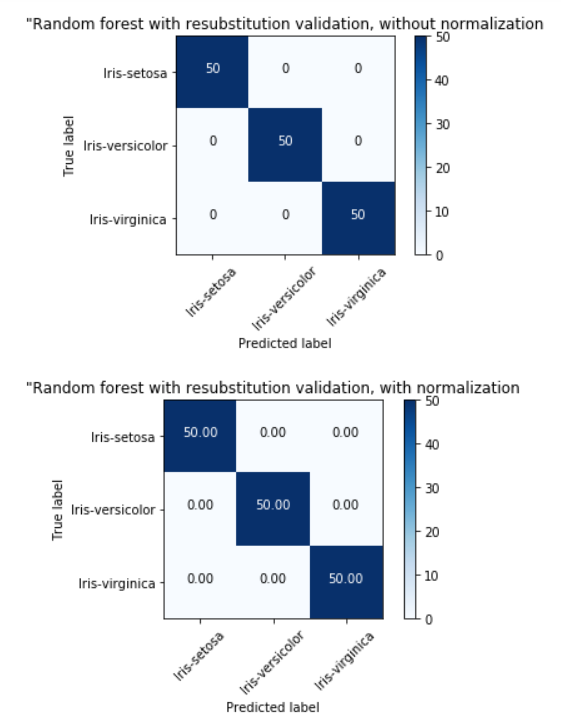 "Random forest with resubstitution validation, without normalization
50
Iris-setosa 50 0 0
40
30
Iris-versicolor 0 50 0
True label
20
10
Iris-virginica 0 0 50
0
Iris-setosa Iris-versicolor Iris-virginica
Predicted label
"Random forest with resubstitution validation, with normalization
50
Iris-setosa 50.00 0.00 0.00
40
30
Iris-versicolor 0.00 50.00 0.00
True label
20
10
Iris-virginica 0.00 0.00 50.00
0
Iris-setosa Iris-versicolor Iris-virginica
Predicted label